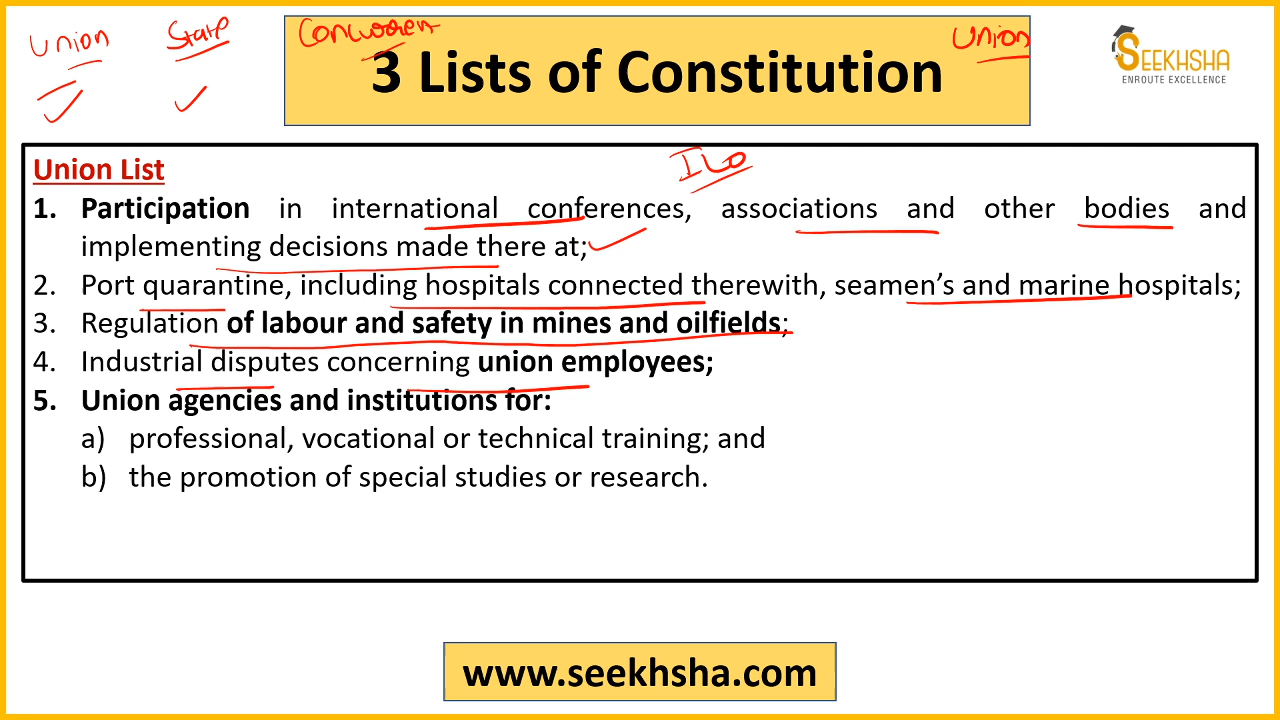 Union State Concurren Union
3 Lists of Constitution
SEEKHSHA
ENROUTE EXCELLENCE
Union List
ILO
1. Participation in international conferences, associations and other bodies and
implementing decisions made there at;
2. Port quarantine, including hospitals connected therewith, seamen's and marine hospitals;
3. Regulation of labour and safety in mines and oilfields;
4. Industrial disputes concerning union employees;
5. Union agencies and institutions for:
a) professional, vocational or technical training; and
b) the promotion of special studies or research.
www.seekhsha.com